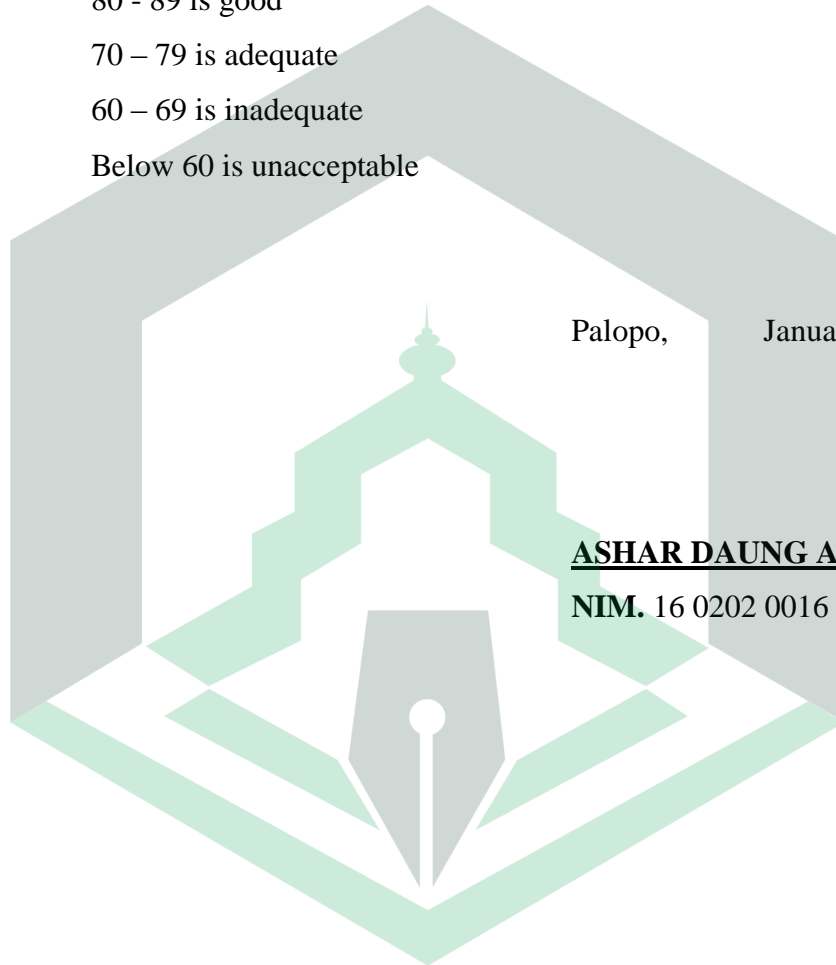 80 - 89 is good
70 – 79 is adequate
60 – 69 is inadequate
Below 60 is unacceptable
Palopo, Janua
ASHAR DAUNG A
NIM. 16 0202 0016